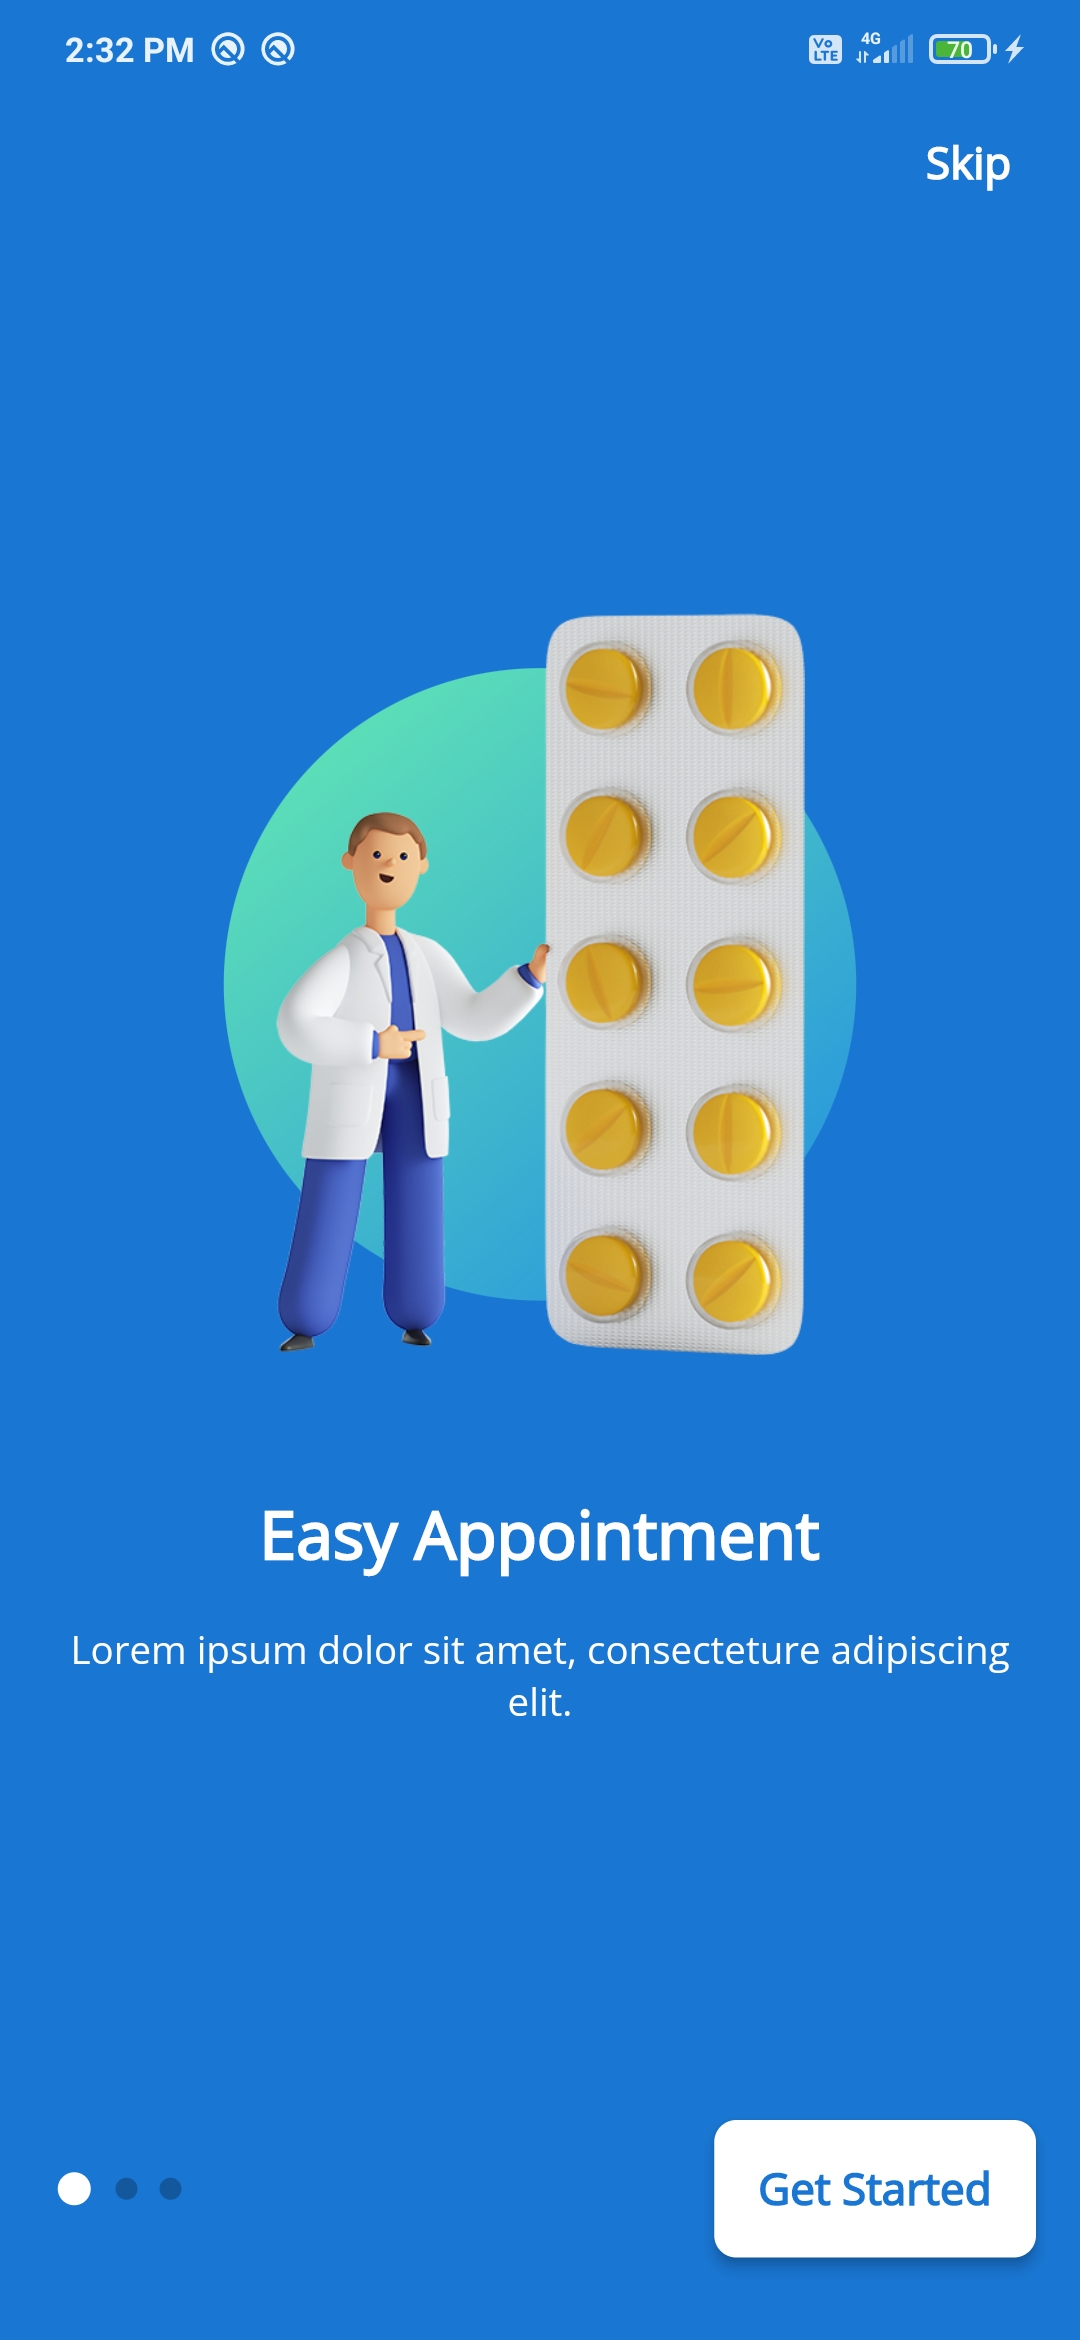 2:32 PM
Vo
LTE
4G
70
Skip
Easy Appointment
Lorem ipsum dolor sit amet, consecteture adipiscing
elit.
Get Started